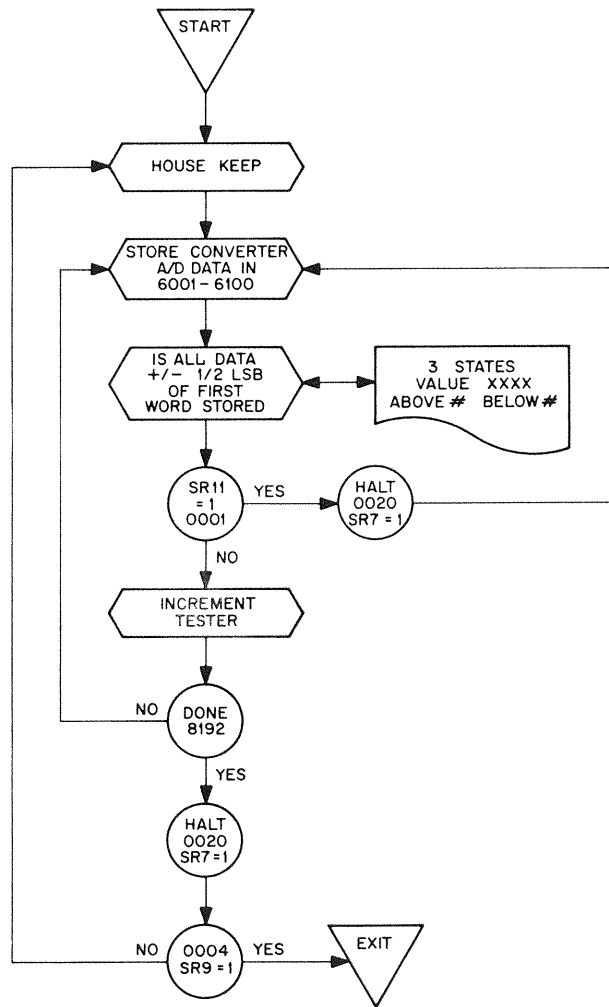 START
HOUSE KEEP
STORE CONVERTER
A/D DATA IN
6001-6100
IS ALL DATA
+/- 1/2 LSB
OF FIRST
WORD STORED
3 STATES
VALUE XXXX
ABOVE # BELOW #
SR11
= 1
0001
YES
HALT
0020
SR7 = 1
NO
INCREMENT
TESTER
NO
DONE
8192
YES
HALT
0020
SR7 = 1
NO
0004
SR9 = 1
YES
EXIT